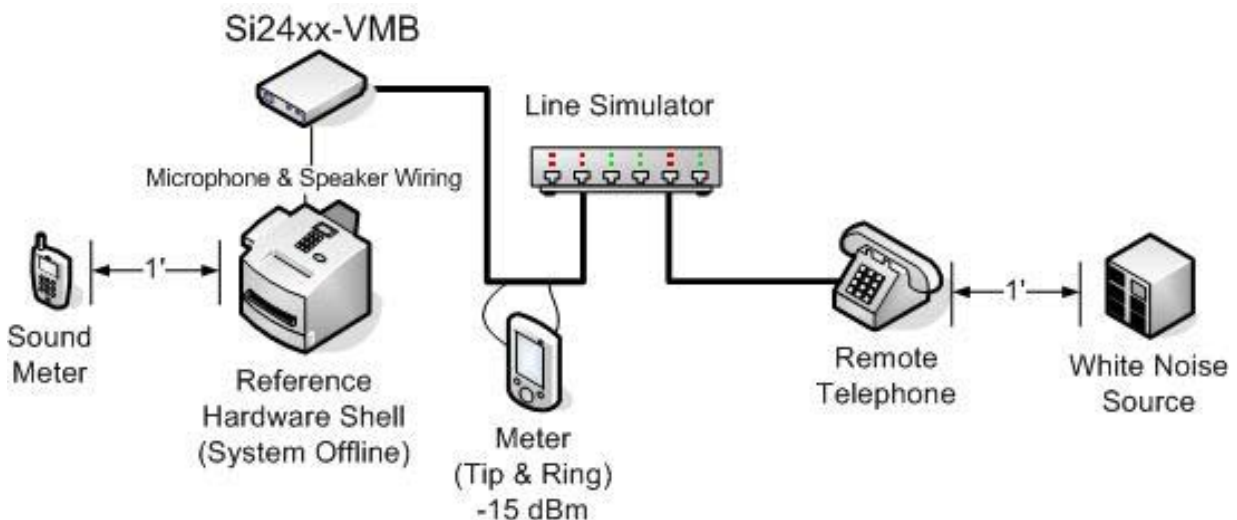 Si24xx-VMB
Line Simulator
Microphone & Speaker Wiring
1'
1'
Sound
Meter
Reference
Hardware Shell
(System Offline)
Meter
(Tip & Ring)
-15 dBm
Remote
Telephone
White Noise
Source